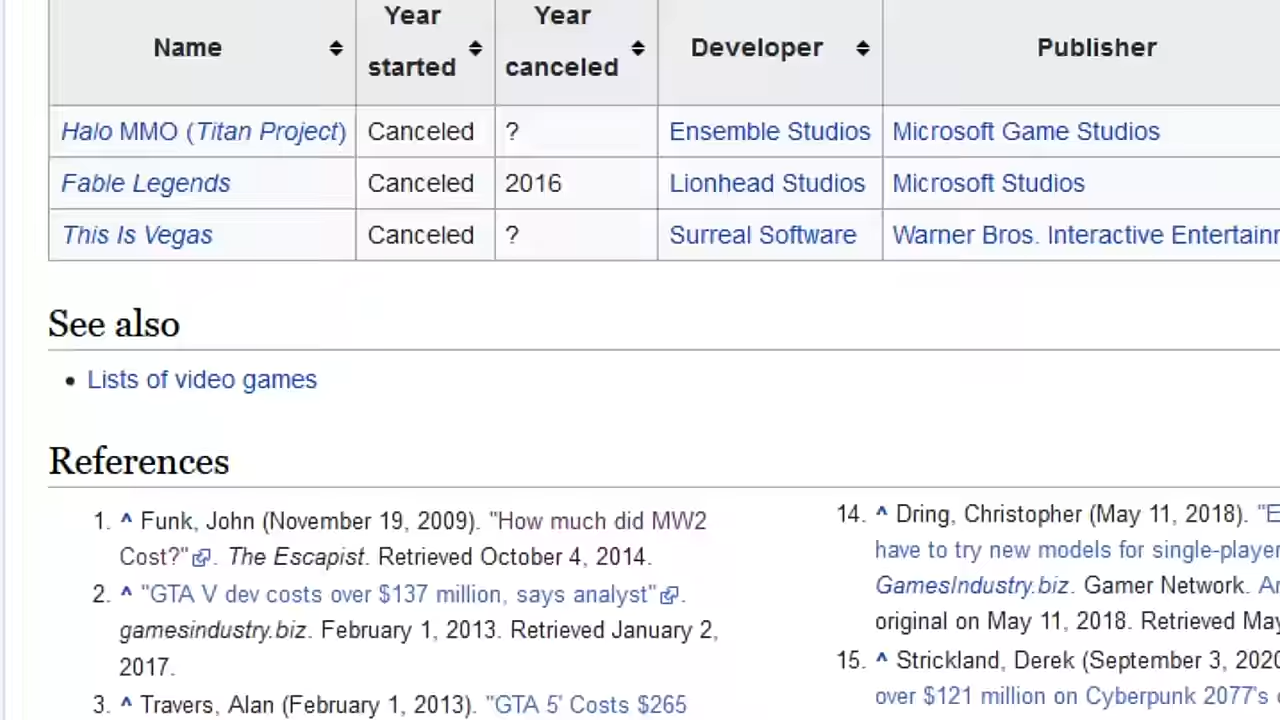 Name
Year started
Year canceled
Developer
Publisher
Halo MMO (Titan Project) Canceled ? Ensemble Studios Microsoft Game Studios
Fable Legends Canceled 2016 Lionhead Studios Microsoft Studios
This Is Vegas Canceled ? Surreal Software Warner Bros. Interactive
See also
• Lists of video games
References
1. ^ Funk, John (November 19, 2009). "How much did MW2
Cost?". The Escapist. Retrieved October 4, 2014.
2. ^ "GTA V dev costs over $137 million, says analyst".
gamesindustry.biz. February 1, 2013. Retrieved January 2,
2017.
3. ^ Travers, Alan (February 1, 2013). "GTA 5' Costs $265
14. ^ Dring, Christopher (May 11, 2018). "E
have to try new models for single-player
GamesIndustry.biz. Gamer Network.
original on May 11, 2018. Retrieved May
15. ^ Strickland, Derek (September 3, 2020
over $121 million on Cyberpunk 2077's